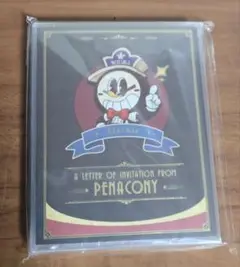 A LETTER OF INVITATION FROM
PENACONY